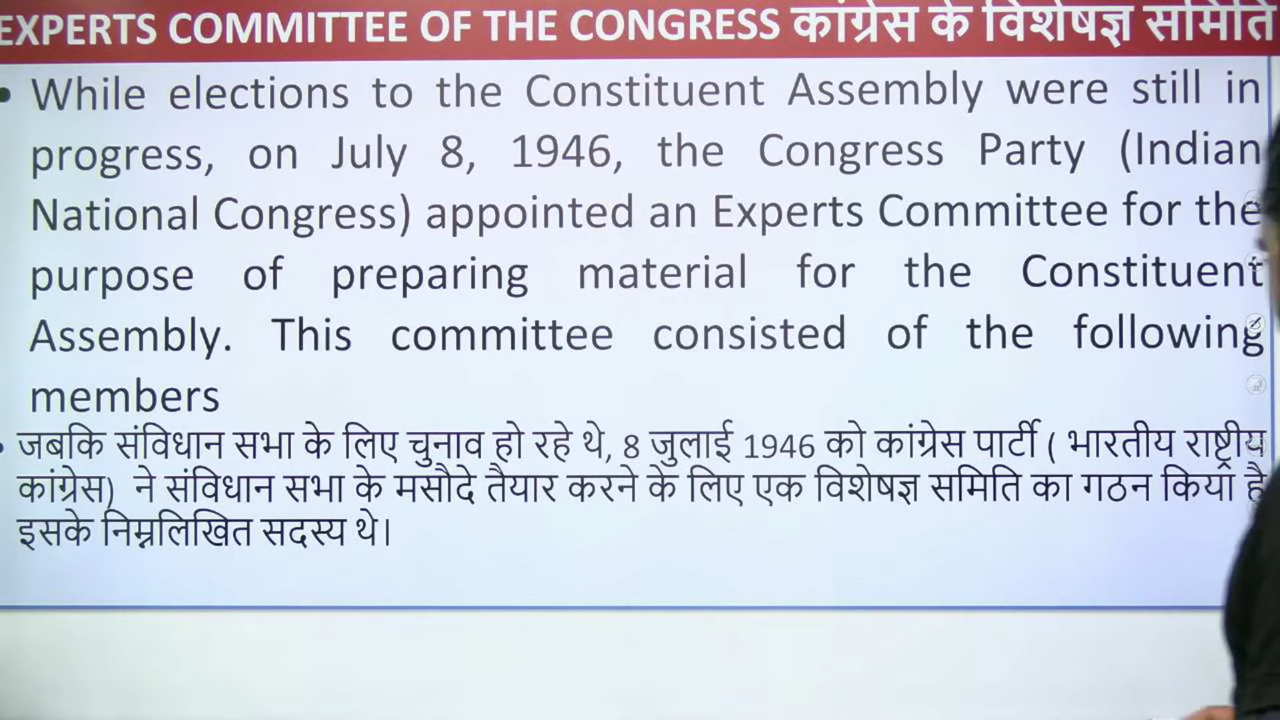 EXPERTS COMMITTEE OF THE CONGRESS कांग्रेस के विशेषज्ञ समिति
• While elections to the Constituent Assembly were still in
progress, on July 8, 1946, the Congress Party (Indian
National Congress) appointed an Experts Committee for the
purpose of preparing material for the Constituent
Assembly. This committee consisted of the following
members
• जबकि संविधान सभा के लिए चुनाव हो रहे थे, 8 जुलाई 1946 को कांग्रेस पार्टी ( भारतीय राष्ट्रीय
कांग्रेस) ने संविधान सभा के मसौदे तैयार करने के लिए एक विशेषज्ञ समिति का गठन किया है
इसके निम्नलिखित सदस्य थे।